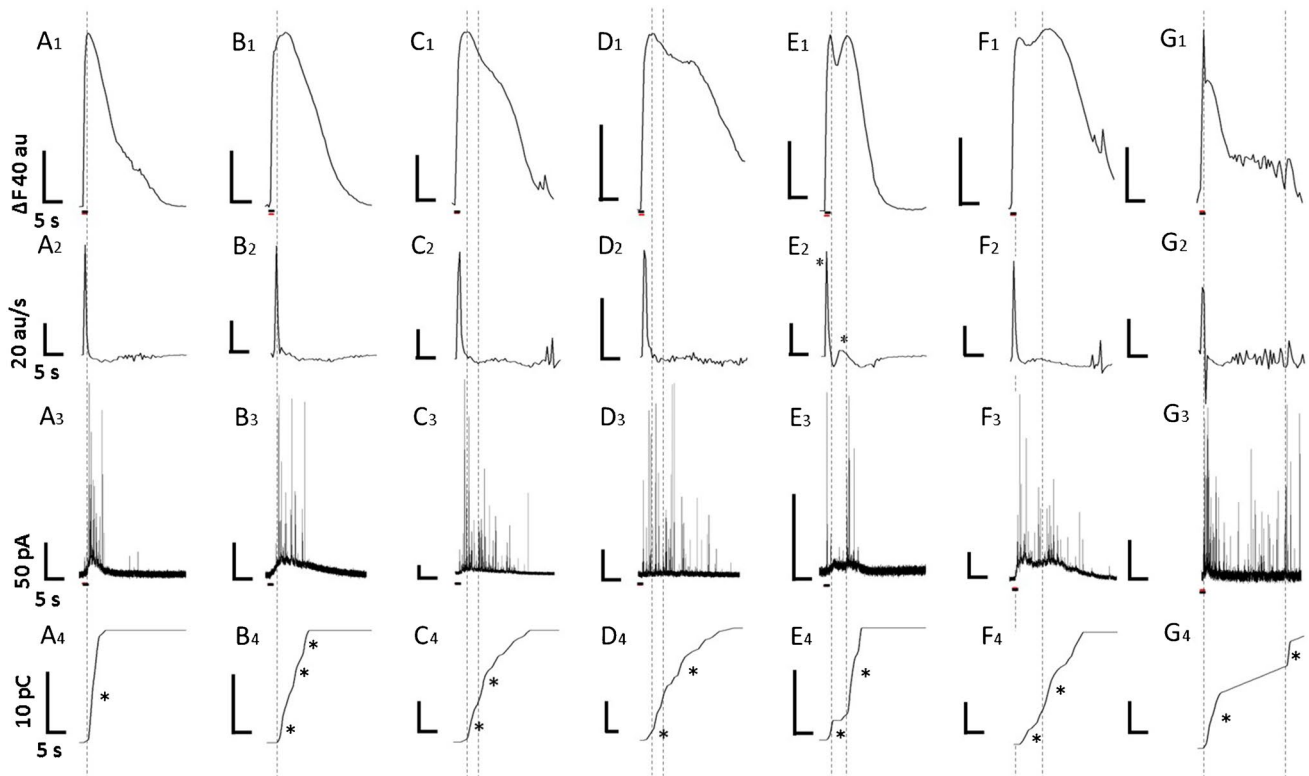 A1 B1 C1 D1 E1 F1 G1
ΔF40 au
5 s
A2 B2 C2 D2 E2 F2 G2
* *
20 au/s
5 s
A3 B3 C3 D3 E3 F3 G3
50 pA
5 s
A4 B4 C4 D4 E4 F4 G4
* * * * * * * * * * * * * *
10 pC
5 s